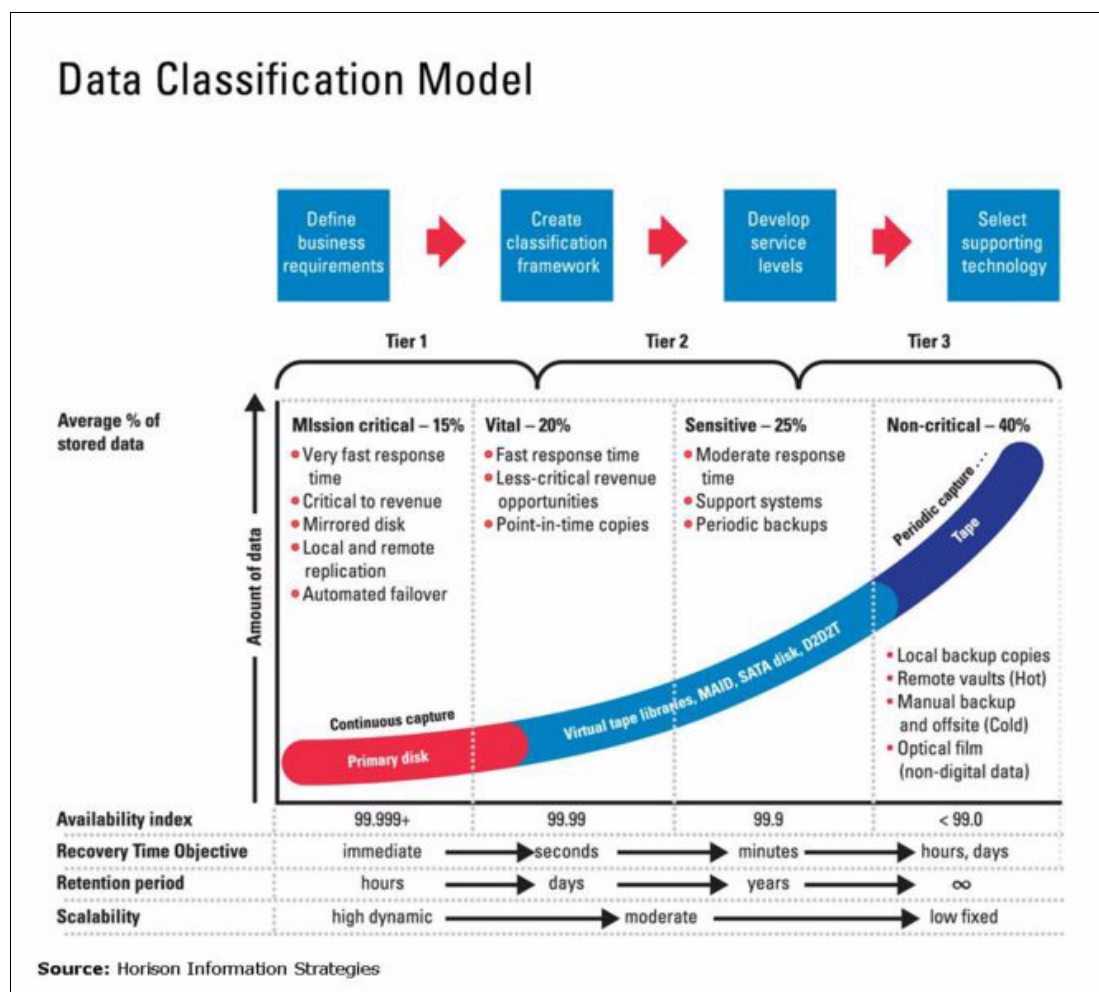 Data Classification Model
Define
business
requirements
Create
classification
framework
Develop
service
levels
Select
supporting
technology
Tier 1
Tier 2
Tier 3
Average % of
stored data
Amount of data
MIssion critical – 15%
• Very fast response
time
• Critical to revenue
• Mirrored disk
• Local and remote
replication
• Automated failover
Vital – 20%
• Fast response time
• Less-critical revenue
opportunities
• Point-in-time copies
Sensitive – 25%
• Moderate response
time
• Support systems
• Periodic backups
Non-critical – 40%
Periodic capture . . .
Tape
• Local backup copies
• Remote vaults (Hot)
• Manual backup
and offsite (Cold)
• Optical film
(non-digital data)
Continuous capture
Primary disk
Virtual tape libraries, MAID, SATA disk, D2D2T
Availability index 99.999+ 99.99 99.9 < 99.0
Recovery Time Objective immediate seconds minutes hours, days
Retention period hours days years ∞
Scalability high dynamic moderate low fixed
Source: Horison Information Strategies